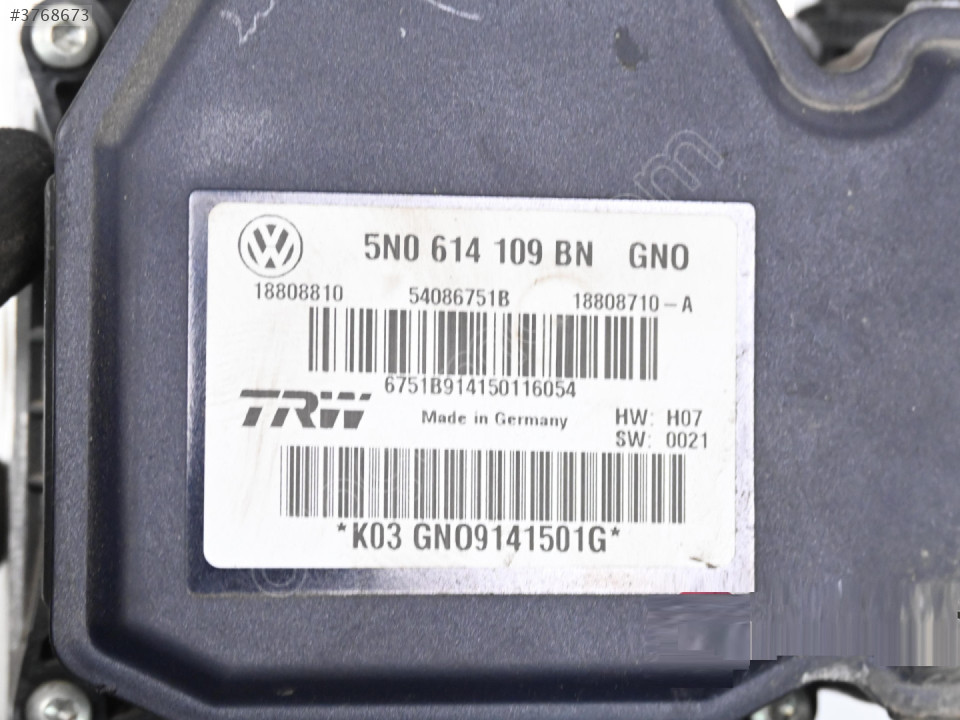 #3768673
5N0 614 109 BN GNO
18808810 54086751B 18808710-A
6751B914150116054
TRW Made in Germany HW: H07
SW: 0021
*K03 GNO9141501G*